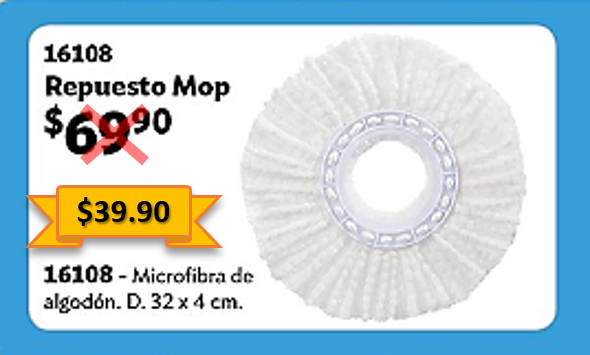 16108
Repuesto Mop
$69.90
$39.90
16108 - Microfibra de
algodón. D. 32 x 4 cm.